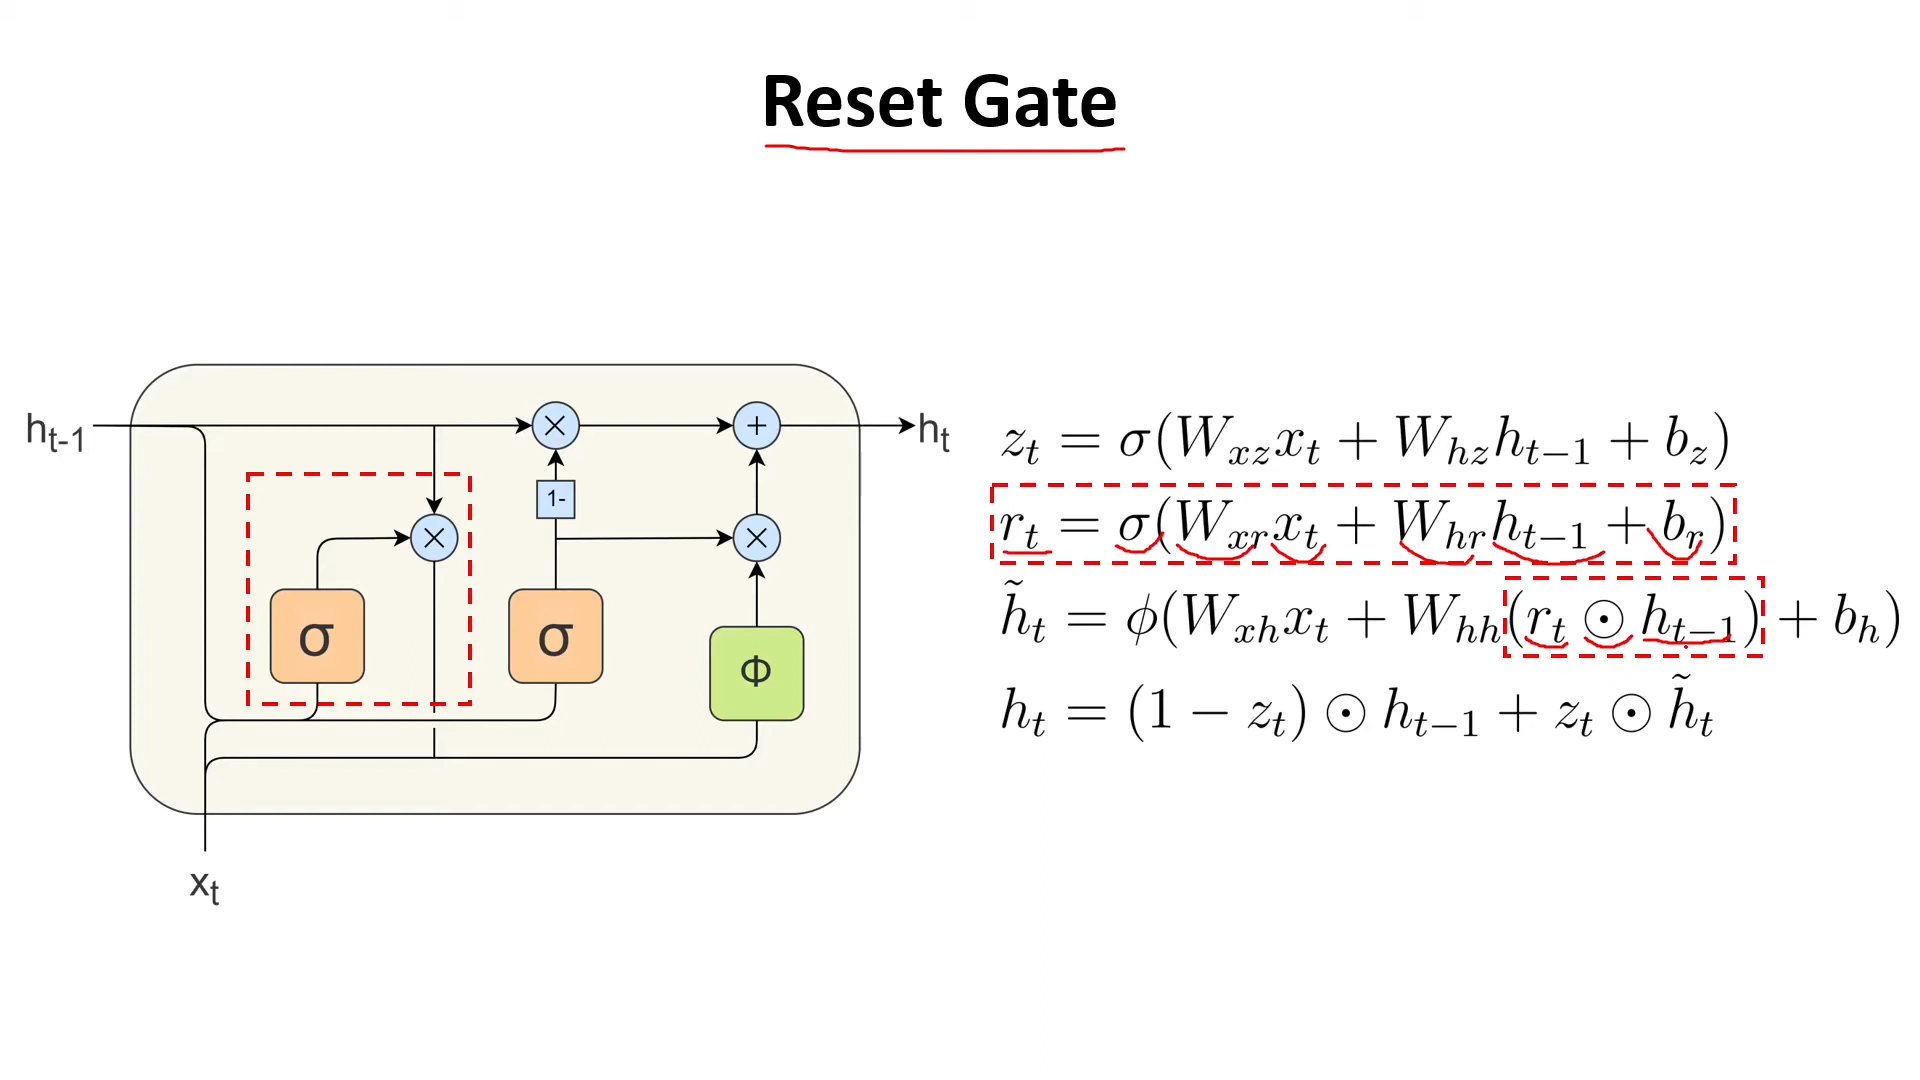 Reset Gate
h_{t-1}
h_t
1-
σ
σ
Φ
x_t
z_t = σ(W_{xz}x_t + W_{hz}h_{t-1} + b_z)
r_t = σ(W_{xr}x_t + W_{hr}h_{t-1} + b_r)
h̃_t = ϕ(W_{xh}x_t + W_{hh}(r_t ⊙ h_{t-1}) + b_h)
h_t = (1 − z_t) ⊙ h_{t-1} + z_t ⊙ h̃_t